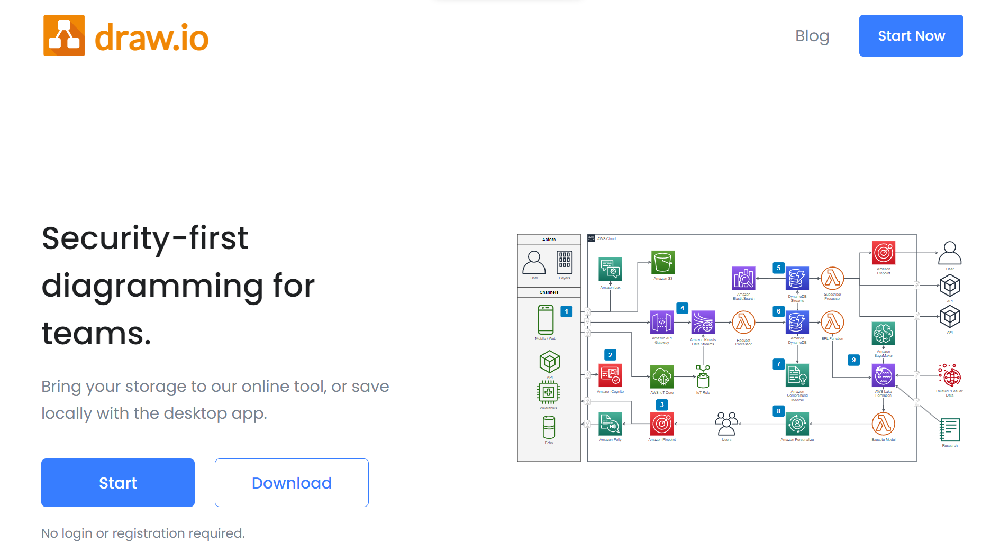 draw.io
Blog
Start Now
Security-first
diagramming for
teams.
Bring your storage to our online tool, or save
locally with the desktop app.
Start
Download
No login or registration required.
Actors
User
Payers
Channels
1
Mobile / Web
API
Wearables
Echo
aws
AWS Cloud
Amazon Lex
Amazon S3
Amazon
ElasticSearch
5
DynamoDB
Streams
Subscriber
Processor
Amazon
Pinpoint
User
API
API
4
Amazon API
Gateway
Amazon Kinesis
Data Streams
Request
Processor
6
Amazon
DynamoDB
ERL Function
Amazon
SageMaker
2
Amazon Cognito
AWS IoT Core
IoT Rule
7
Amazon
Comprehend
Medical
9
AWS Lake
Formation
Related "Casual"
Data
3
Amazon Polly
Amazon Pinpoint
Users
8
Amazon Personalize
Execute Model
Research